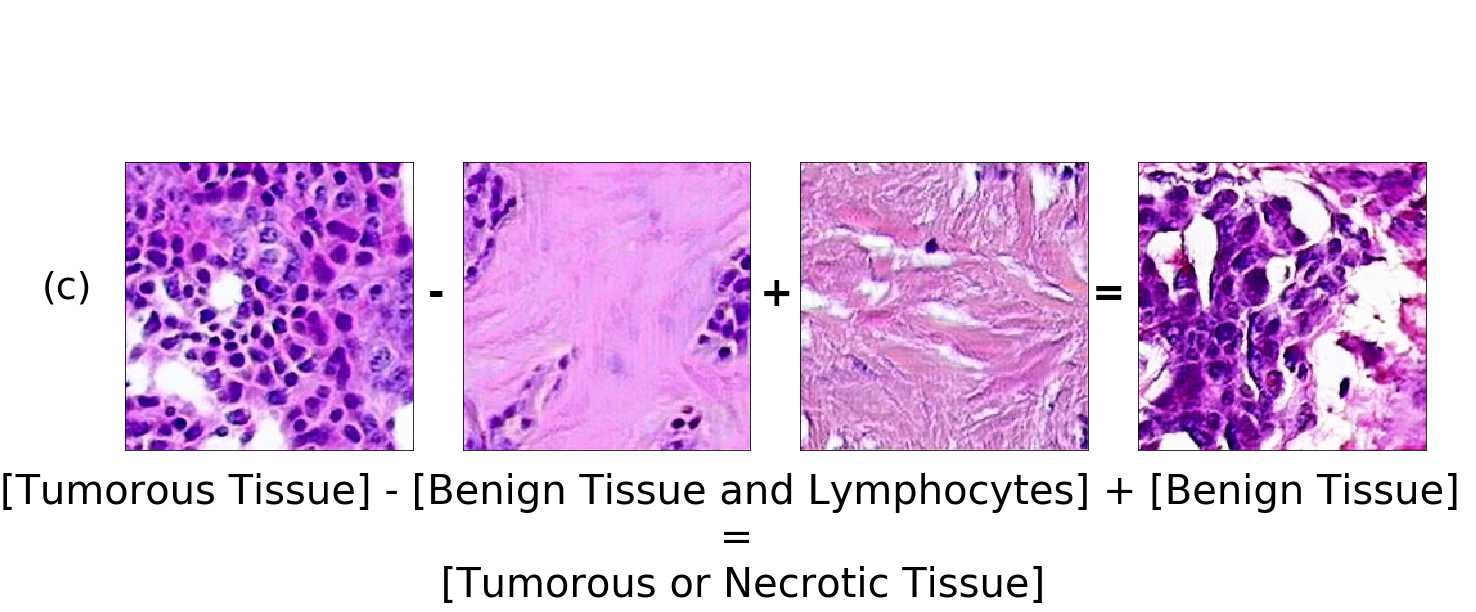 (c) - + =
[Tumorous Tissue] - [Benign Tissue and Lymphocytes] + [Benign Tissue]
=
[Tumorous or Necrotic Tissue]